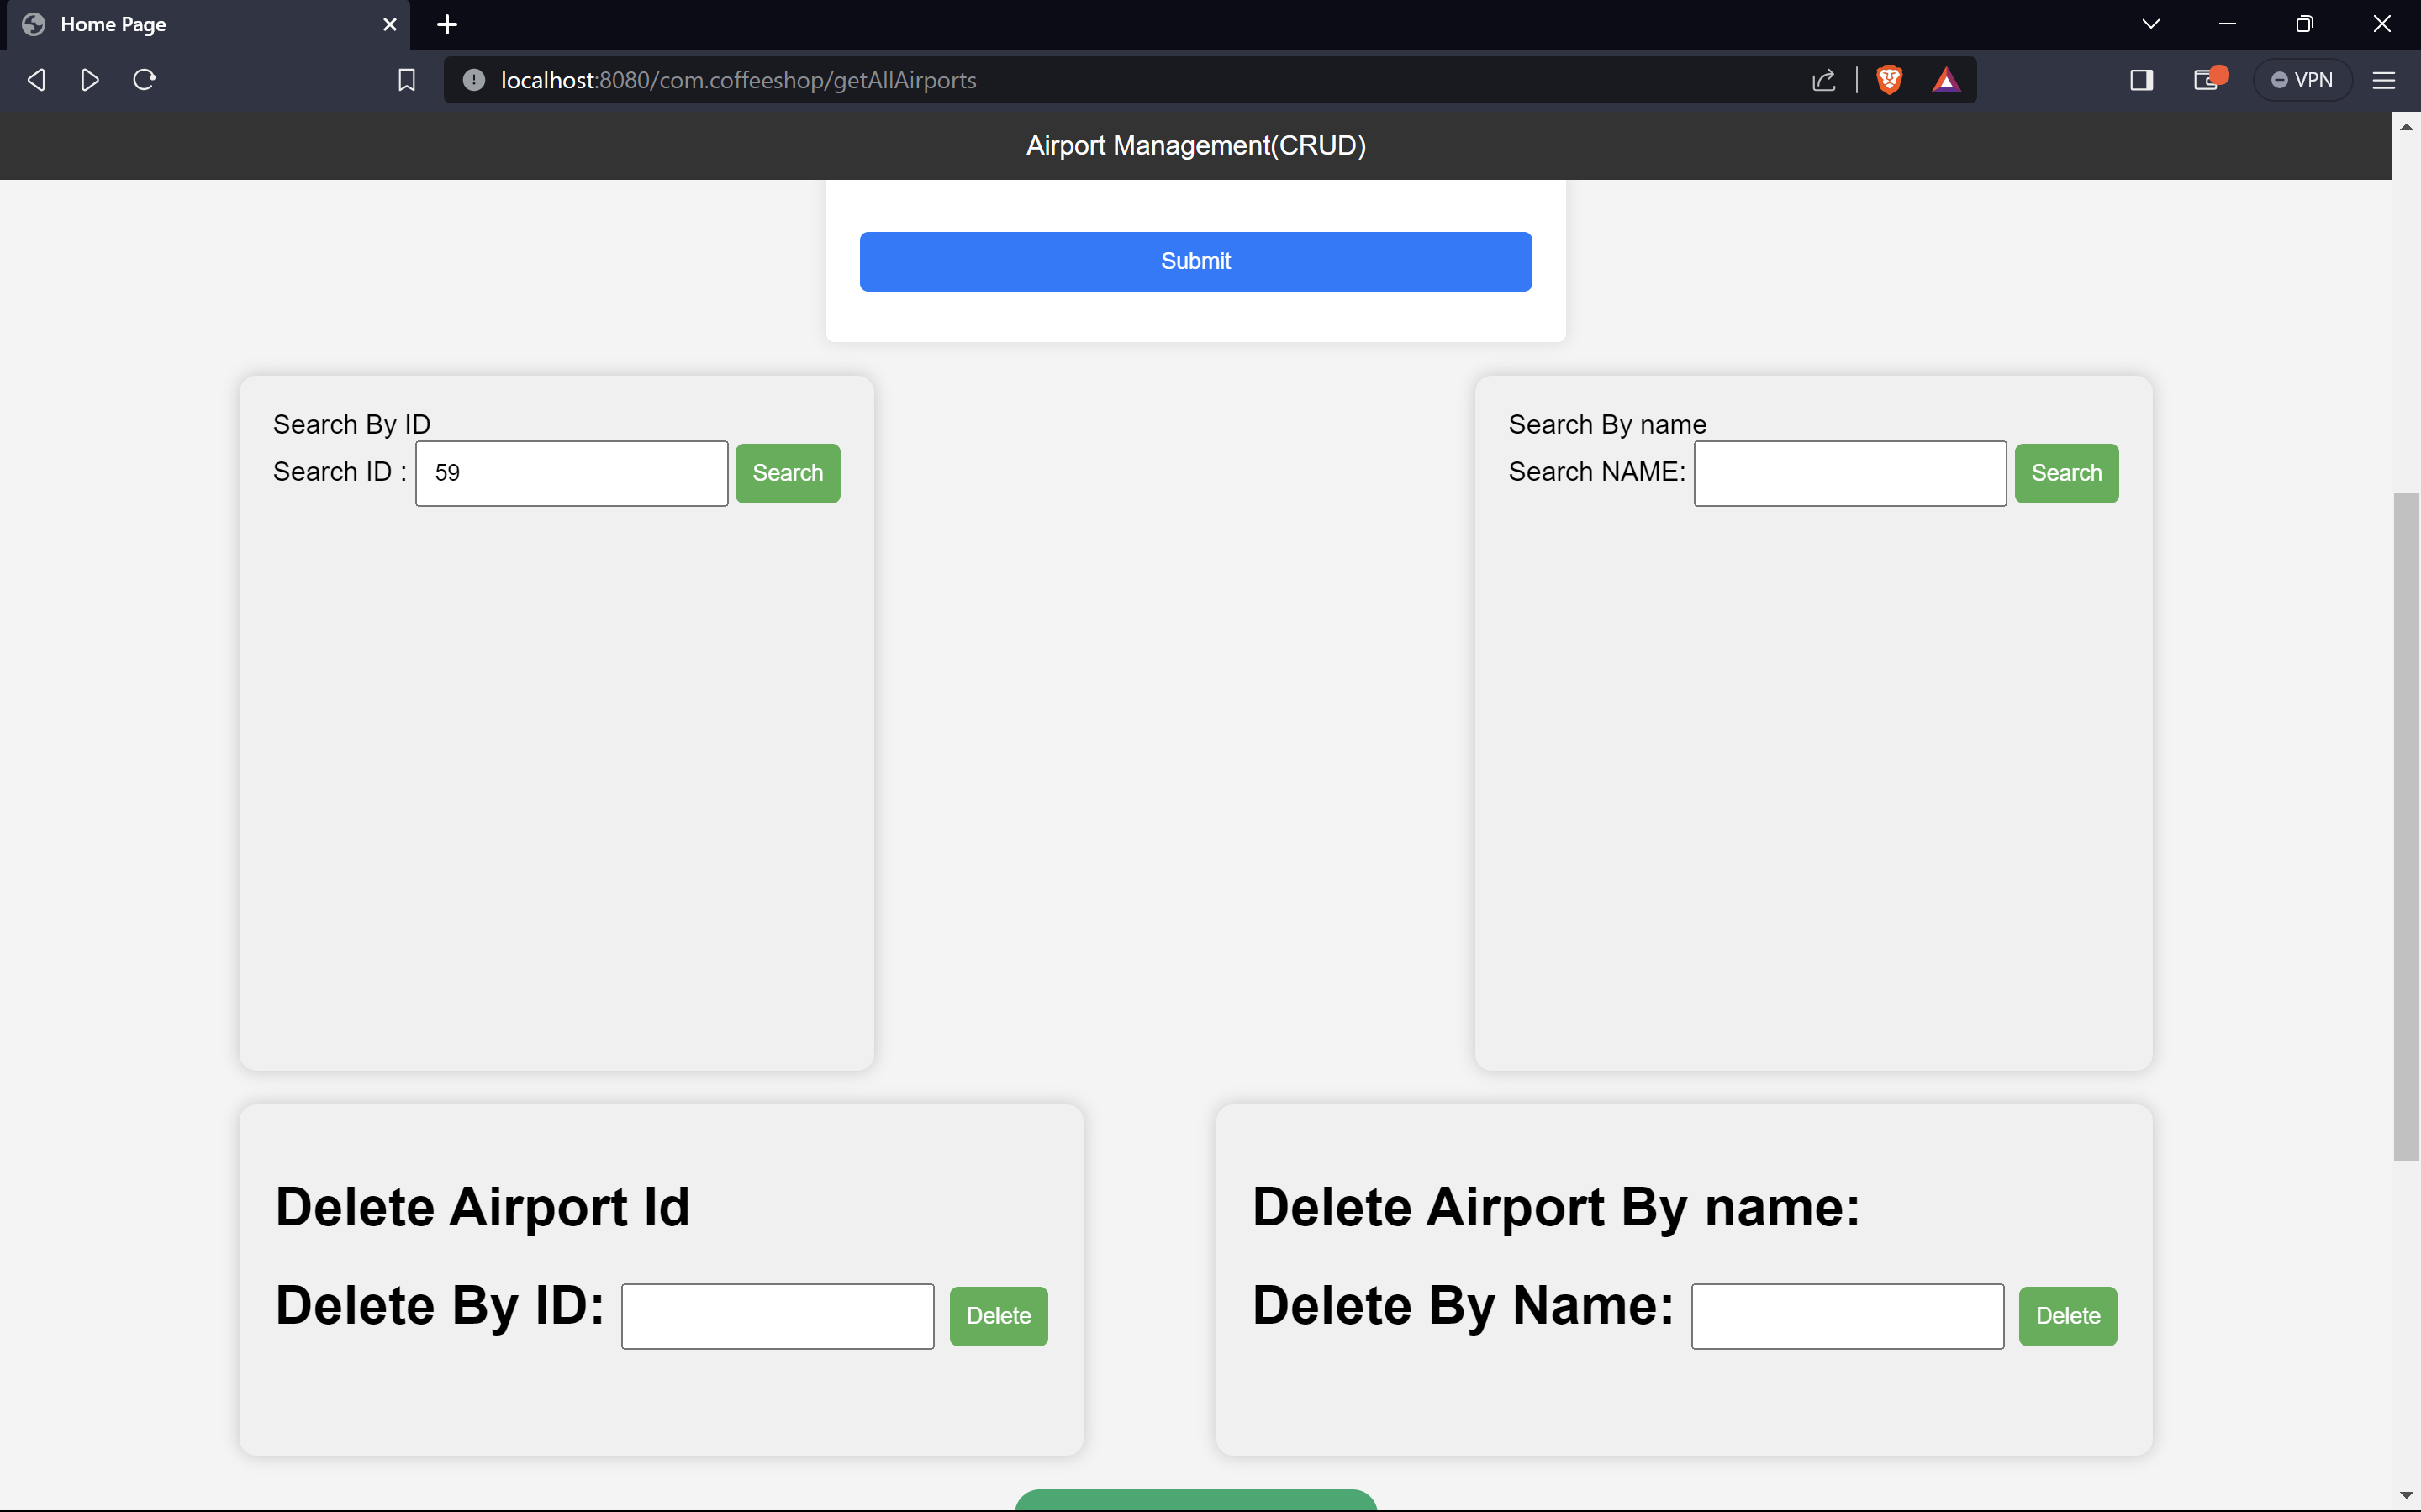 Home Page
localhost:8080/com.coffeeshop/getAllAirports
VPN
Airport Management(CRUD)
Submit
Search By ID
Search ID : 59 Search
Search By name
Search NAME: Search
Delete Airport Id
Delete By ID: Delete
Delete Airport By name:
Delete By Name: Delete